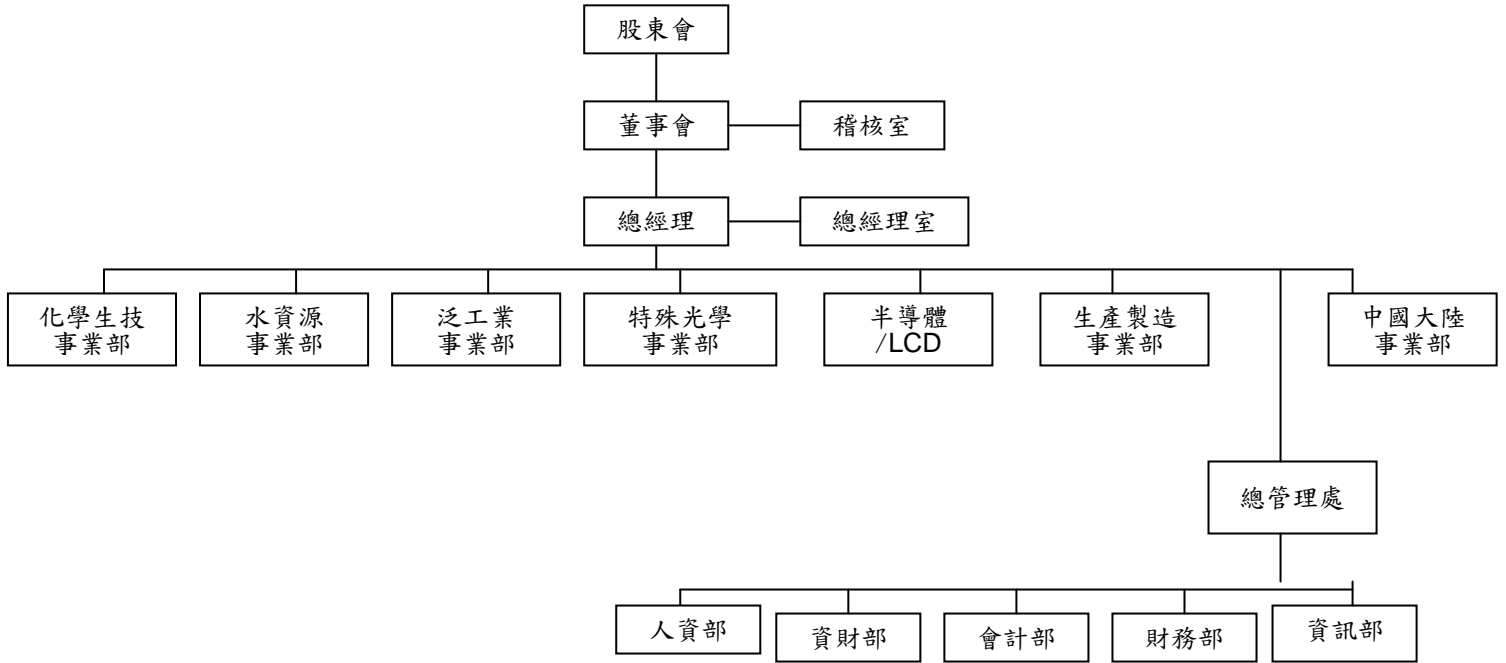 股東會
董事會
稽核室
總經理
總經理室
化學生技
事業部
水資源
事業部
泛工業
事業部
特殊光學
事業部
半導體
/LCD
生產製造
事業部
中國大陸
事業部
總管理處
人資部
資財部
會計部
財務部
資訊部